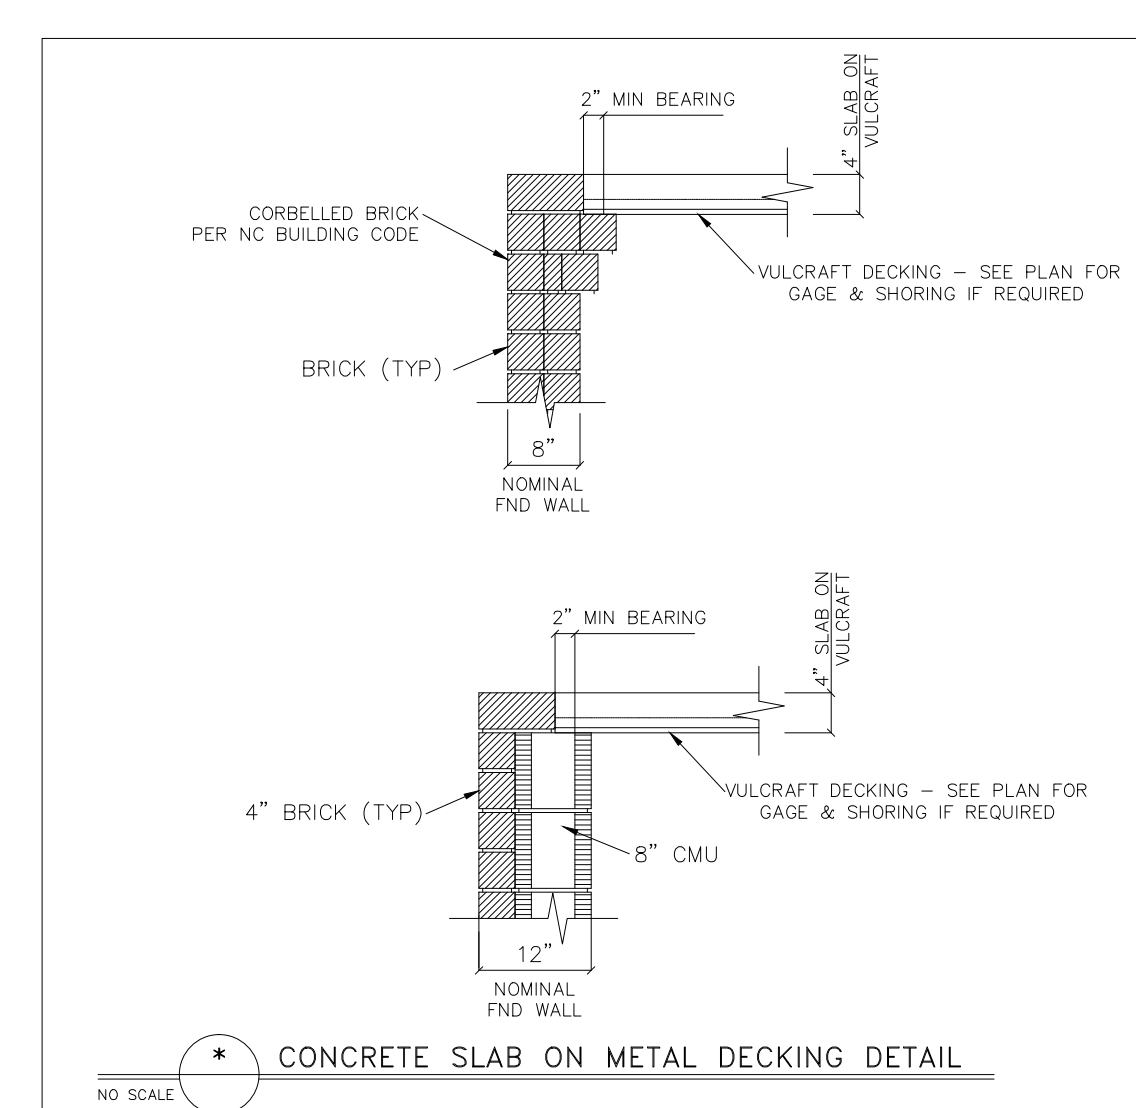 2" MIN BEARING
4" SLAB ON
VULCRAFT
CORBELLED BRICK
PER NC BUILDING CODE
VULCRAFT DECKING – SEE PLAN FOR
GAGE & SHORING IF REQUIRED
BRICK (TYP)
8"
NOMINAL
FND WALL
2" MIN BEARING
4" SLAB ON
VULCRAFT
VULCRAFT DECKING – SEE PLAN FOR
GAGE & SHORING IF REQUIRED
4" BRICK (TYP)
8" CMU
12"
NOMINAL
FND WALL
* CONCRETE SLAB ON METAL DECKING DETAIL
NO SCALE